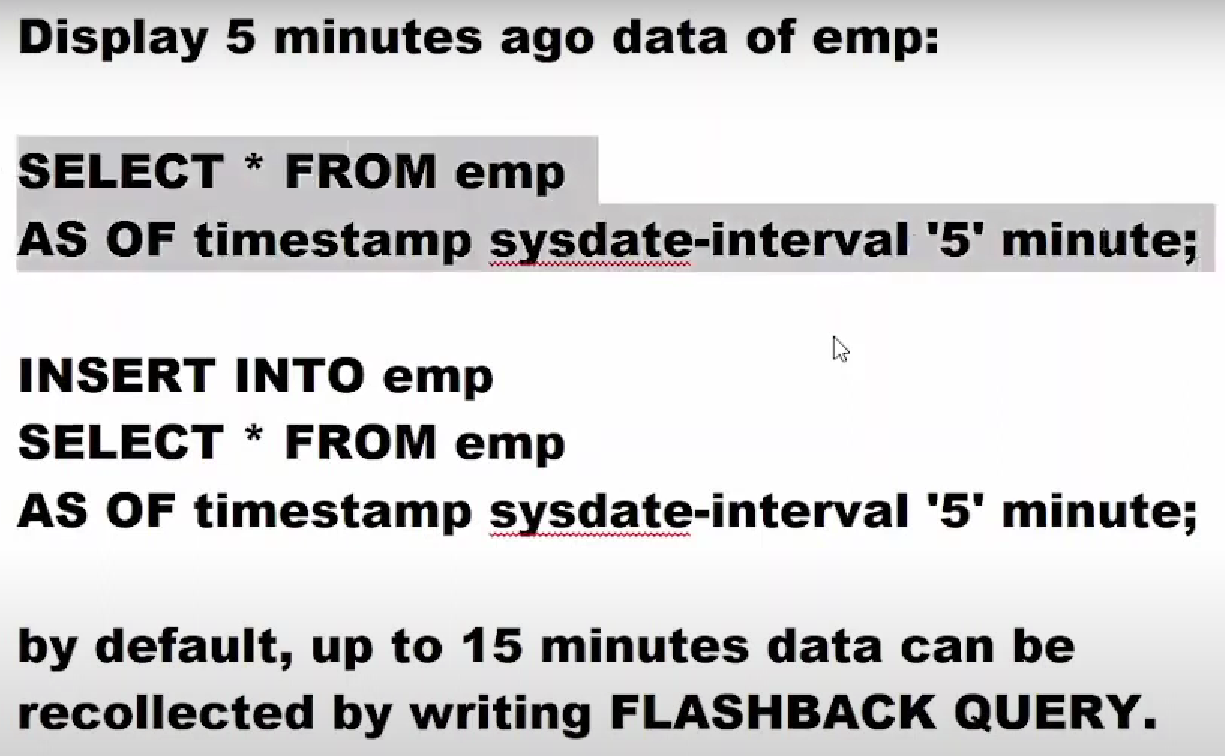 Display 5 minutes ago data of emp:
SELECT * FROM emp
AS OF timestamp sysdate-interval '5' minute;
INSERT INTO emp
SELECT * FROM emp
AS OF timestamp sysdate-interval '5' minute;
by default, up to 15 minutes data can be
recollected by writing FLASHBACK QUERY.